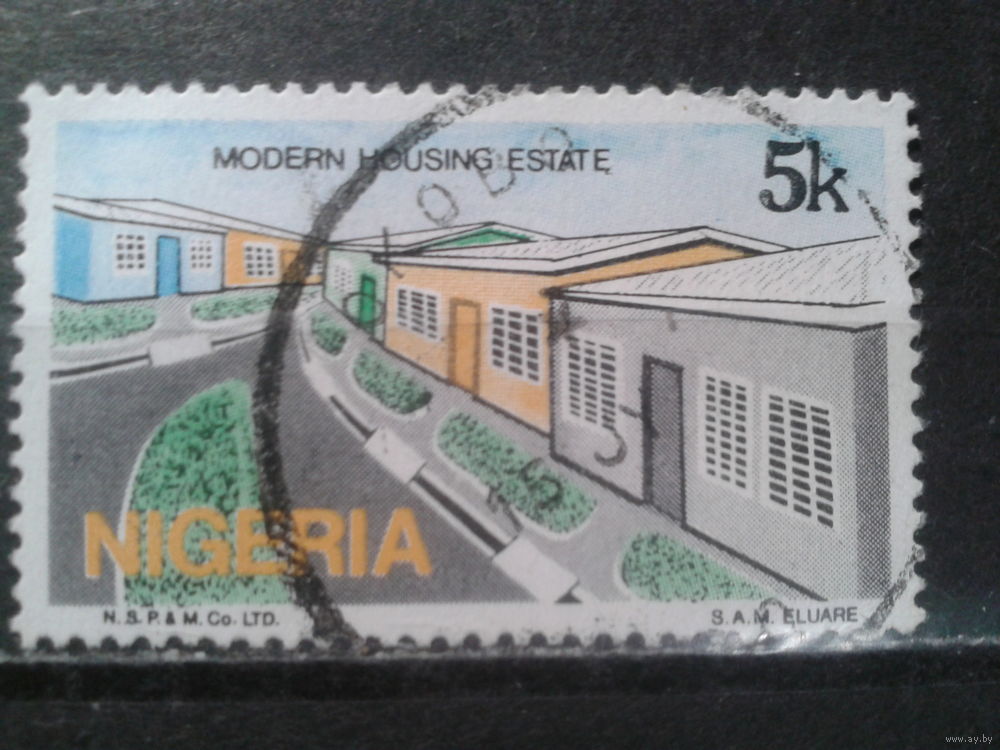 MODERN HOUSING ESTATE
5k
NIGERIA
N.S.P. & M. Co. LTD.
S.A.M. ELUARE
www.ay.by